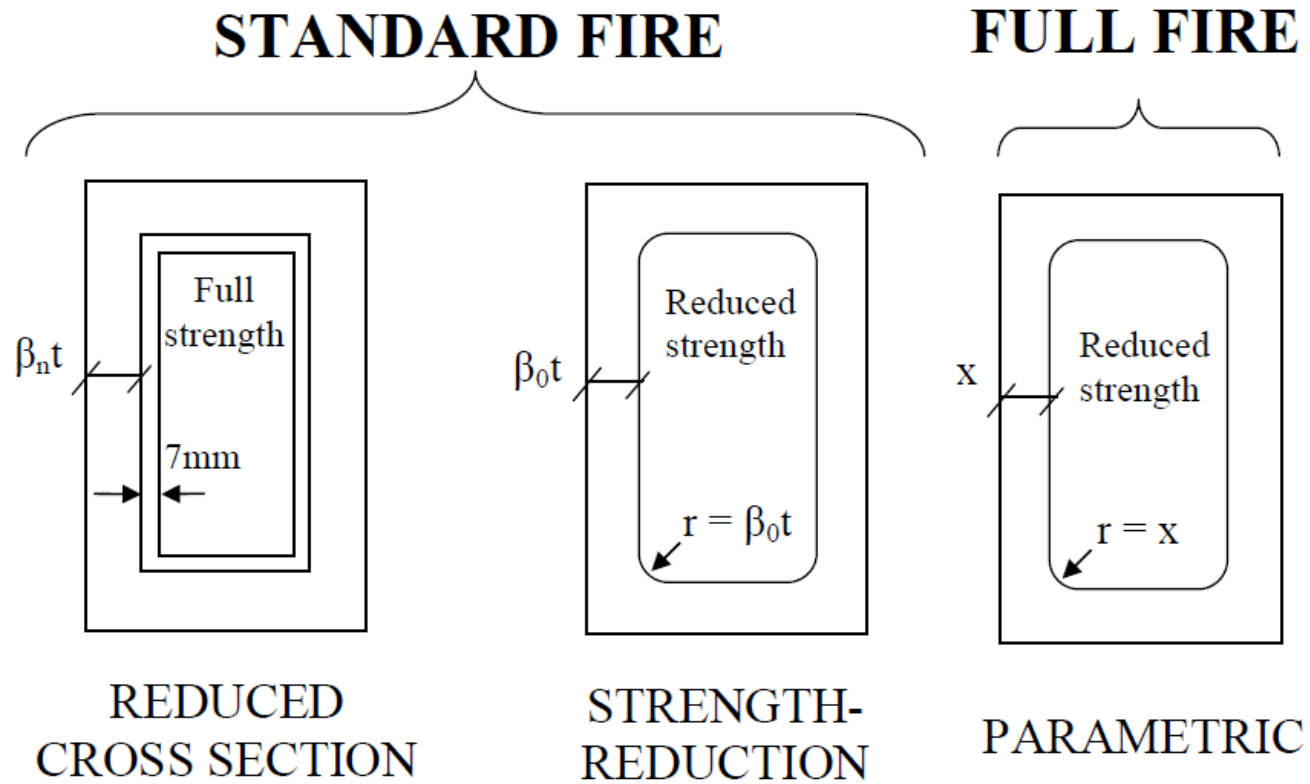 STANDARD FIRE
FULL FIRE
Full
strength
βₙt
7mm
REDUCED
CROSS SECTION
Reduced
strength
β₀t
r = β₀t
STRENGTH-
REDUCTION
Reduced
strength
x
r = x
PARAMETRIC